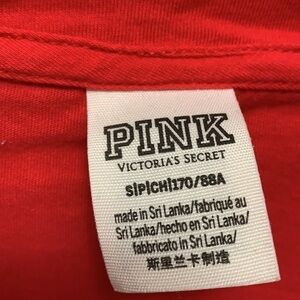 PINK
VICTORIA'S SECRET
S|P|CH|170/88A
made in Sri Lanka/fabriqué au
Sri Lanka/hecho en Sri Lanka/
fabbricato in Sri Lanka/
斯里兰卡制造